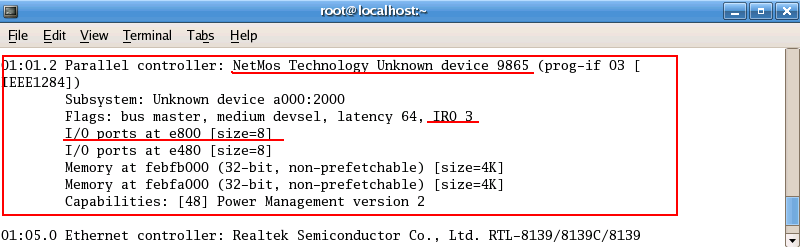 root@localhost:~
File Edit View Terminal Tabs Help
01:01.2 Parallel controller: NetMos Technology Unknown device 9865 (prog-if 03 [
IEEE1284])
Subsystem: Unknown device a000:2000
Flags: bus master, medium devsel, latency 64, IRQ 3
I/O ports at e800 [size=8]
I/O ports at e480 [size=8]
Memory at febfb000 (32-bit, non-prefetchable) [size=4K]
Memory at febfa000 (32-bit, non-prefetchable) [size=4K]
Capabilities: [48] Power Management version 2
01:05.0 Ethernet controller: Realtek Semiconductor Co., Ltd. RTL-8139/8139C/8139